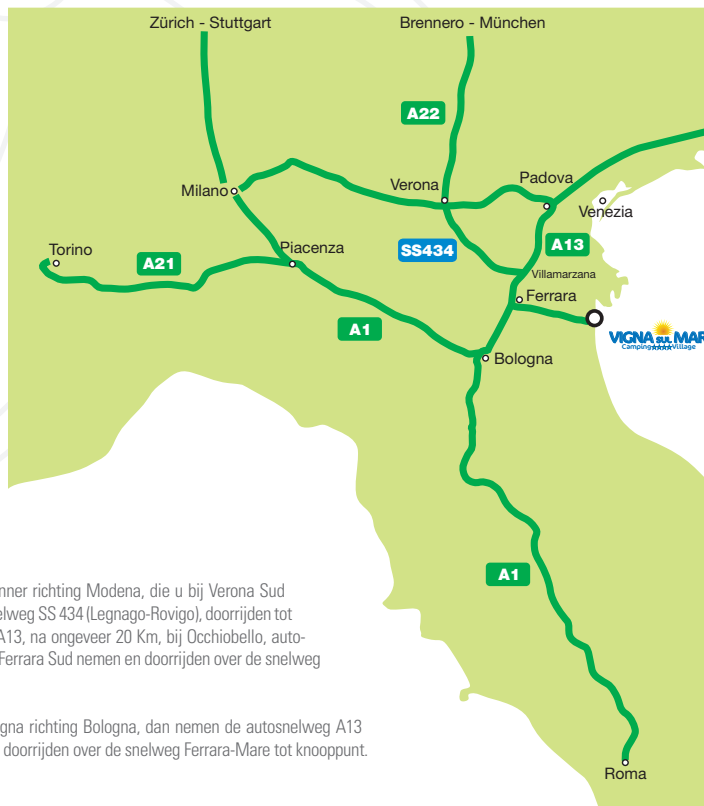 Zürich - Stuttgart
Brennero - München
A22
Milano
Verona
Padova
Venezia
Torino
A21
Piacenza
SS434
A13
Villamarzana
Ferrara
A1
VIGNA SUL MAR
Camping Village
Bologna
A1
nner richting Modena, die u bij Verona Sud
elweg SS 434 (Legnago-Rovigo), doorrijden tot
A13, na ongeveer 20 Km, bij Occhiobello, auto-
Ferrara Sud nemen en doorrijden over de snelweg
gna richting Bologna, dan nemen de autosnelweg A13
doorrijden over de snelweg Ferrara-Mare tot knooppunt.
Roma